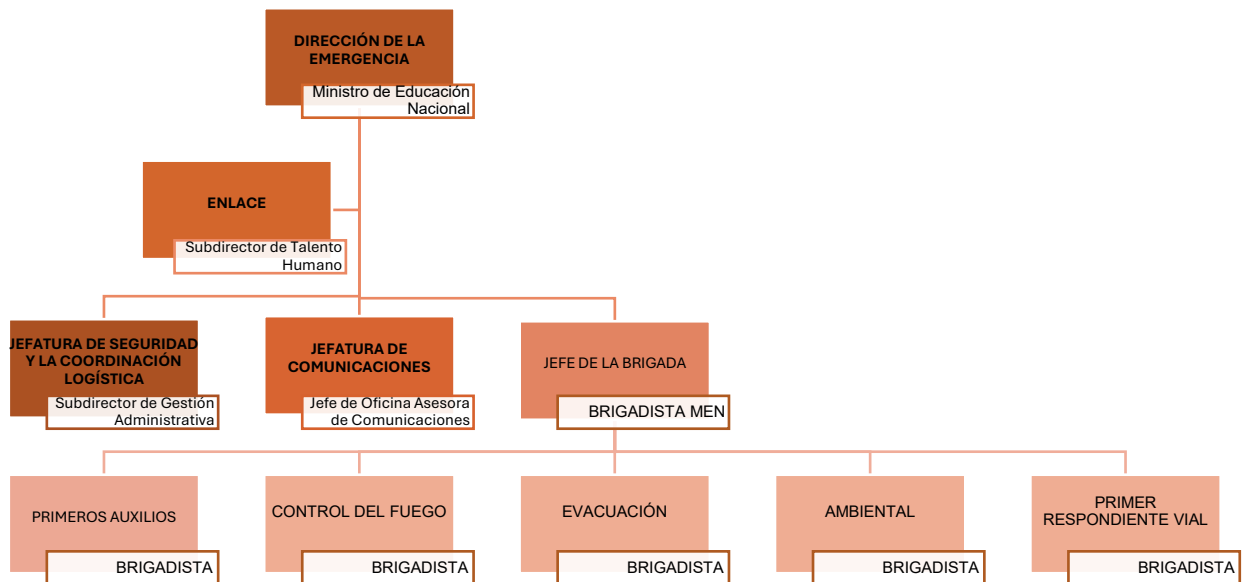 DIRECCIÓN DE LA
EMERGENCIA
Ministro de Educación
Nacional
ENLACE
Subdirector de Talento
Humano
JEFATURA DE SEGURIDAD
Y LA COORDINACIÓN
LOGÍSTICA
Subdirector de Gestión
Administrativa
JEFATURA DE
COMUNICACIONES
Jefe de Oficina Asesora
de Comunicaciones
JEFE DE LA BRIGADA
BRIGADISTA MEN
PRIMEROS AUXILIOS
BRIGADISTA
CONTROL DEL FUEGO
BRIGADISTA
EVACUACIÓN
BRIGADISTA
AMBIENTAL
BRIGADISTA
PRIMER
RESPONDIENTE VIAL
BRIGADISTA